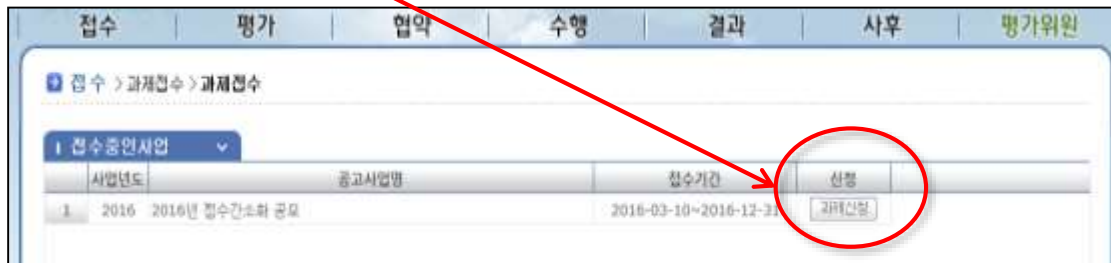 접수 평가 협약 수행 결과 사후 평가위원
접수 > 과제접수 > 과제접수
접수중인사업
사업년도 공고사업명 접수기간 신청
1 2016 2016년 접수간소화 공모 2016-03-10~2016-12-31 과제신청